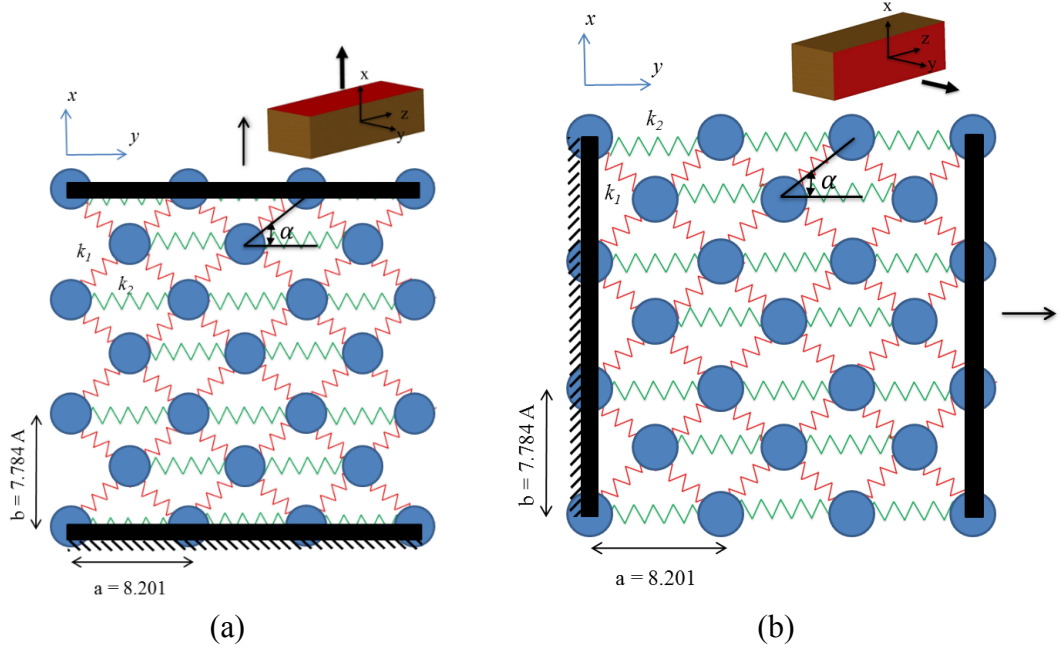 x
y
x
z
y
α
k1
k2
b = 7.784 A
a = 8.201
(a)
x
y
x
z
y
k2
k1
α
b = 7.784 A
a = 8.201
(b)